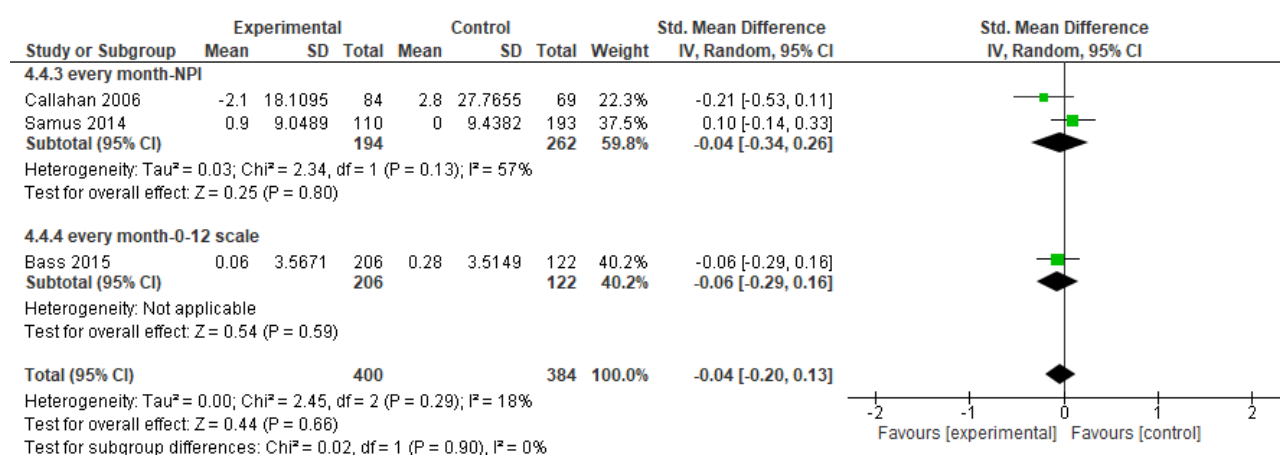 Experimental Control Std. Mean Difference Std. Mean Difference
Study or Subgroup Mean SD Total Mean SD Total Weight IV, Random, 95% CI IV, Random, 95% CI
4.4.3 every month-NPI
Callahan 2006 -2.1 18.1095 84 2.8 27.7655 69 22.3% -0.21 [-0.53, 0.11]
Samus 2014 0.9 9.0489 110 0 9.4382 193 37.5% 0.10 [-0.14, 0.33]
Subtotal (95% CI) 194 262 59.8% -0.04 [-0.34, 0.26]
Heterogeneity: Tau² = 0.03; Chi² = 2.34, df = 1 (P = 0.13); I² = 57%
Test for overall effect: Z = 0.25 (P = 0.80)
4.4.4 every month-0-12 scale
Bass 2015 0.06 3.5671 206 0.28 3.5149 122 40.2% -0.06 [-0.29, 0.16]
Subtotal (95% CI) 206 122 40.2% -0.06 [-0.29, 0.16]
Heterogeneity: Not applicable
Test for overall effect: Z = 0.54 (P = 0.59)
Total (95% CI) 400 384 100.0% -0.04 [-0.20, 0.13]
Heterogeneity: Tau² = 0.00; Chi² = 2.45, df = 2 (P = 0.29); I² = 18%
Test for overall effect: Z = 0.44 (P = 0.66)
Test for subgroup differences: Chi² = 0.02, df = 1 (P = 0.90), I² = 0%
-2 -1 0 1 2
Favours [experimental] Favours [control]